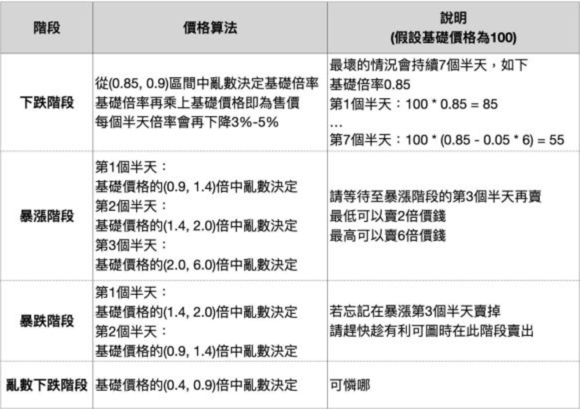 階段
價格算法
說明
(假設基礎價格為100)
下跌階段
從(0.85, 0.9)區間中亂數決定基礎倍率
基礎倍率再乘上基礎價格即為售價
每個半天倍率會再下降3%-5%
最壞的情況會持續7個半天，如下
基礎倍率0.85
第1個半天：100 * 0.85 = 85
…
第7個半天：100 * (0.85 - 0.05 * 6) = 55
暴漲階段
第1個半天：
基礎價格的(0.9, 1.4)倍中亂數決定
第2個半天：
基礎價格的(1.4, 2.0)倍中亂數決定
第3個半天：
基礎價格的(2.0, 6.0)倍中亂數決定
請等待至暴漲階段的第3個半天再賣
最低可以賣2倍價錢
最高可以賣6倍價錢
暴跌階段
第1個半天：
基礎價格的(1.4, 2.0)倍中亂數決定
第2個半天：
基礎價格的(0.9, 1.4)倍中亂數決定
若忘記在暴漲第3個半天賣掉
請趕快趁有利可圖時在此階段賣出
亂數下跌階段
基礎價格的(0.4, 0.9)倍中亂數決定
可憐哪